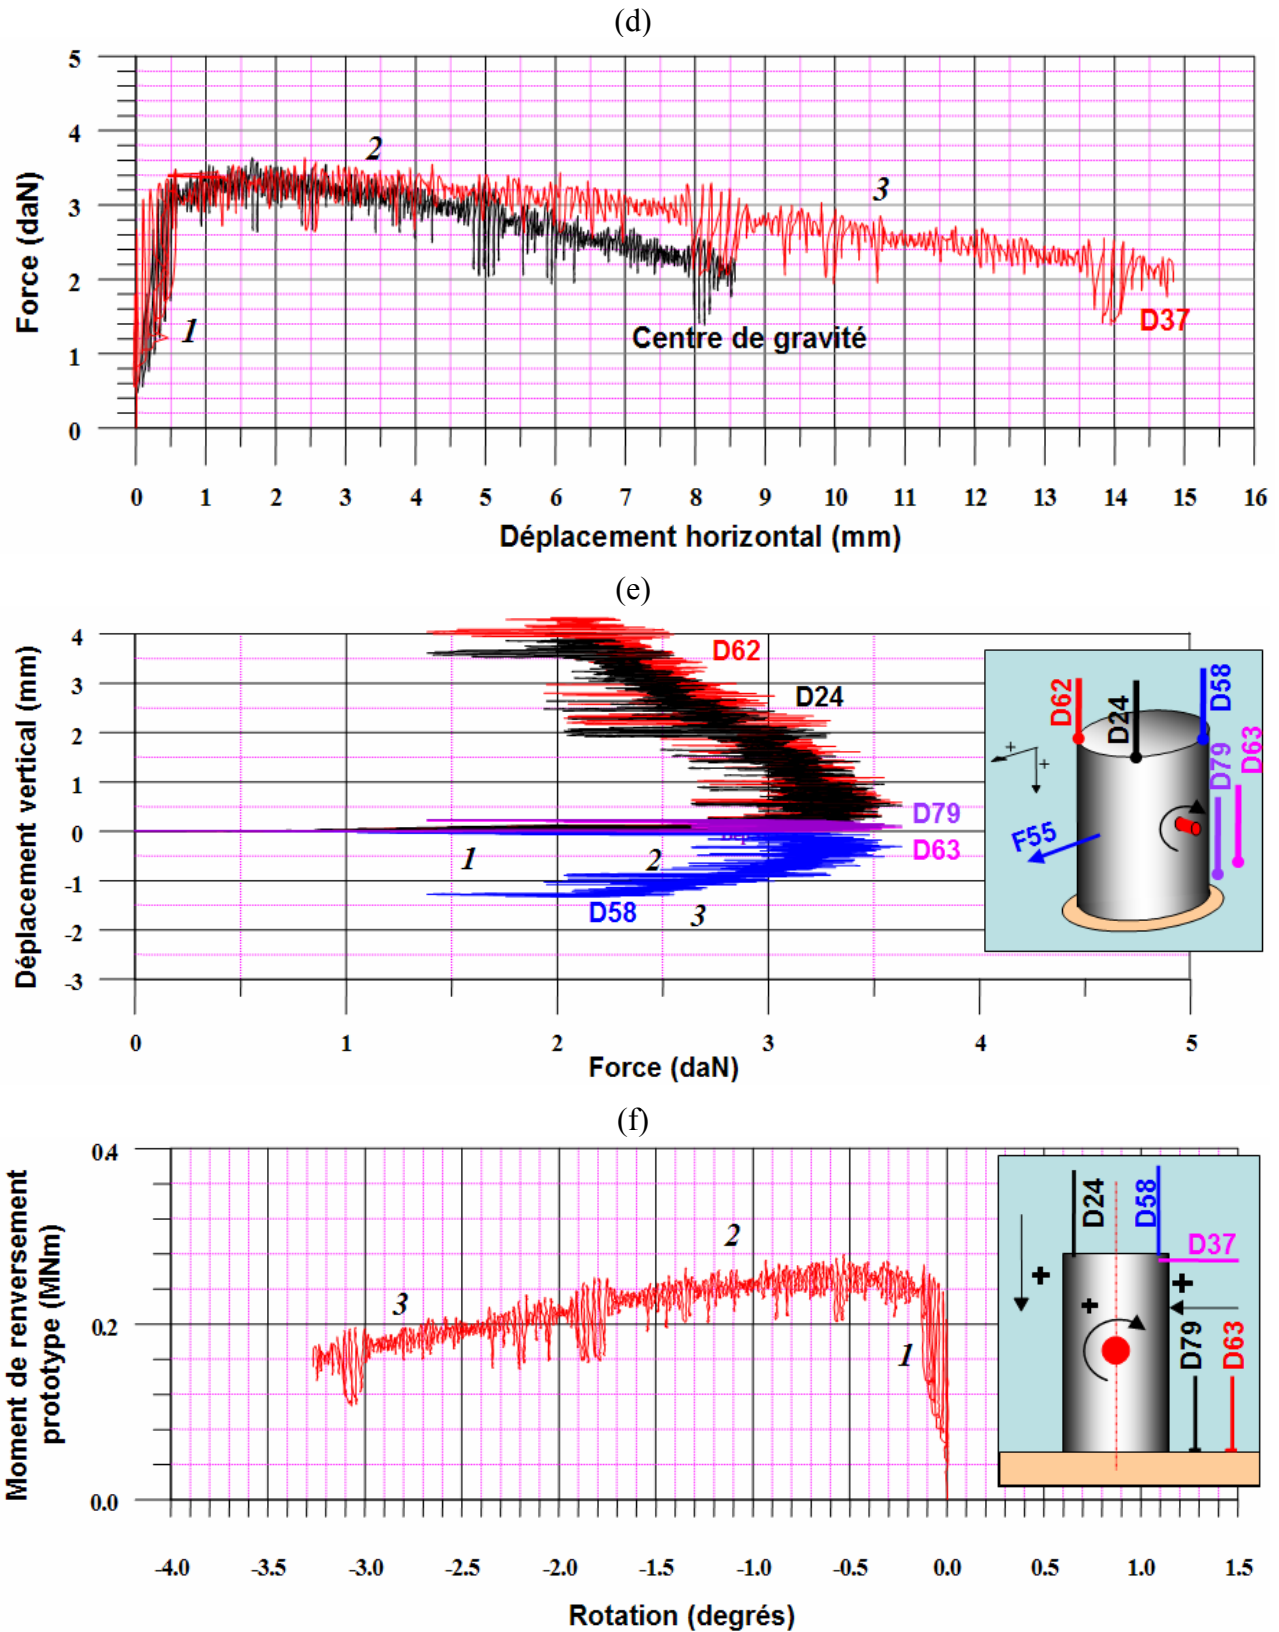 (d)
Force (daN)
5
4
3
2
1
0
2
3
1
Centre de gravité
D37
0 1 2 3 4 5 6 7 8 9 10 11 12 13 14 15 16
Déplacement horizontal (mm)
(e)
Déplacement vertical (mm)
4
3
2
1
0
-1
-2
-3
D62
D24
D79
D63
D58
1
2
3
0 1 2 3 4 5
Force (daN)
D62
D24
D58
D79
D63
F55
+
+
(f)
Moment de renversement
prototype (MNm)
0.4
0.2
0.0
3
2
1
-4.0 -3.5 -3.0 -2.5 -2.0 -1.5 -1.0 -0.5 0.0 0.5 1.0 1.5
Rotation (degrés)
D24
D58
D37
D79
D63
+
+
+